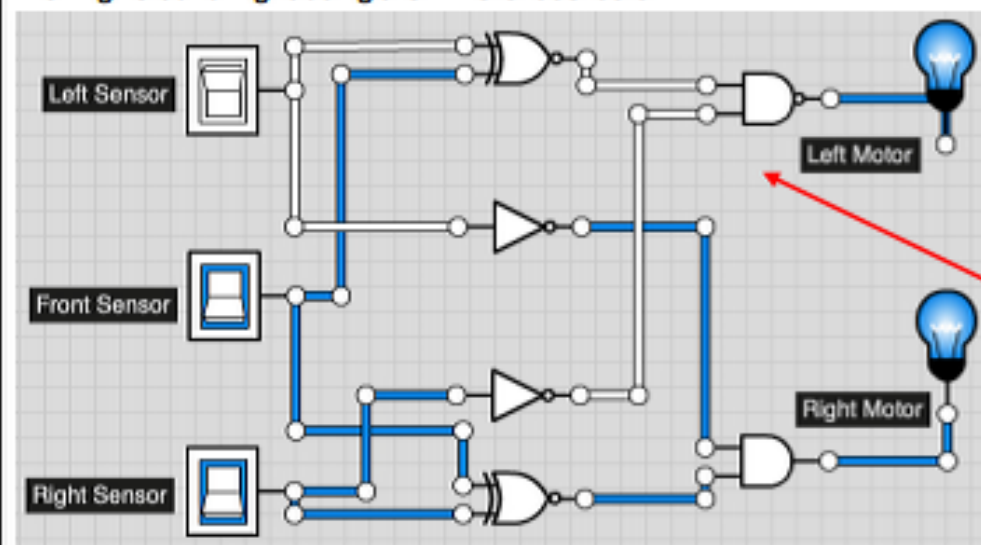 Left Sensor
Left Motor
Front Sensor
Right Motor
Right Sensor